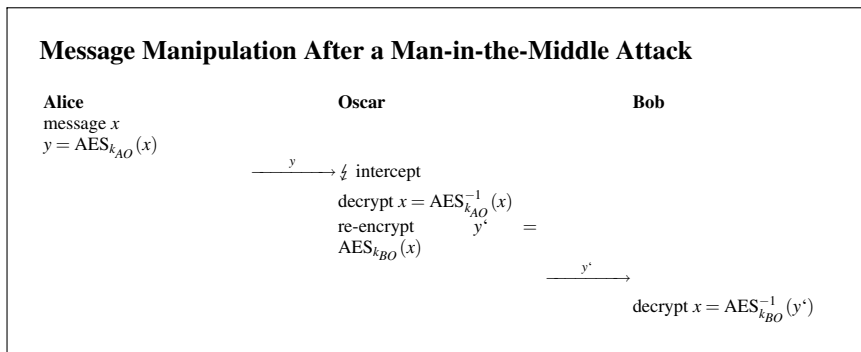 Message Manipulation After a Man-in-the-Middle Attack
Alice Oscar Bob
message x
y = AES_{k_{AO}}(x)
y
↯ intercept
decrypt x = AES^{-1}_{k_{AO}}(x)
re-encrypt y‘ =
AES_{k_{BO}}(x)
y‘
decrypt x = AES^{-1}_{k_{BO}}(y‘)